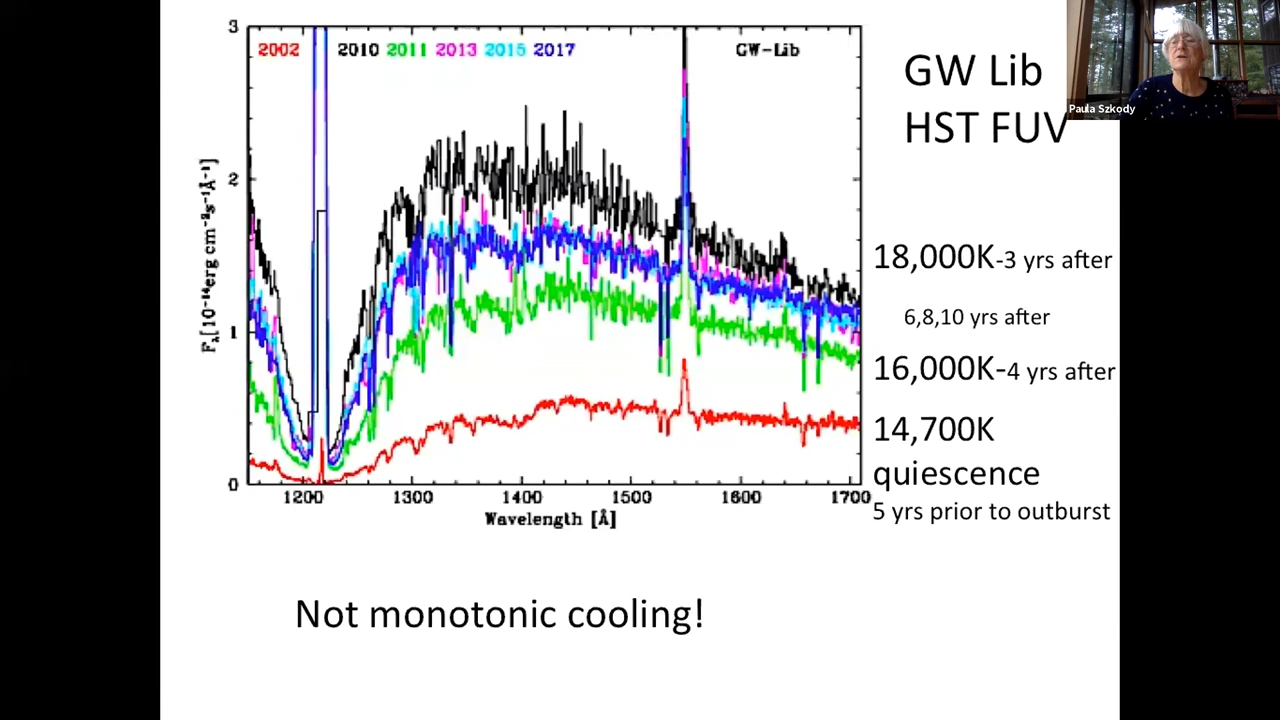 3
2002 2010 2011 2013 2015 2017 GW-Lib
2
1
0
Fλ[10⁻¹⁴erg cm⁻²s⁻¹Å⁻¹]
1200 1300 1400 1500 1600 1700
Wavelength [Å]
GW Lib
HST FUV
Paula Szkody
18,000K-3 yrs after
6,8,10 yrs after
16,000K-4 yrs after
14,700K
quiescence
5 yrs prior to outburst
Not monotonic cooling!